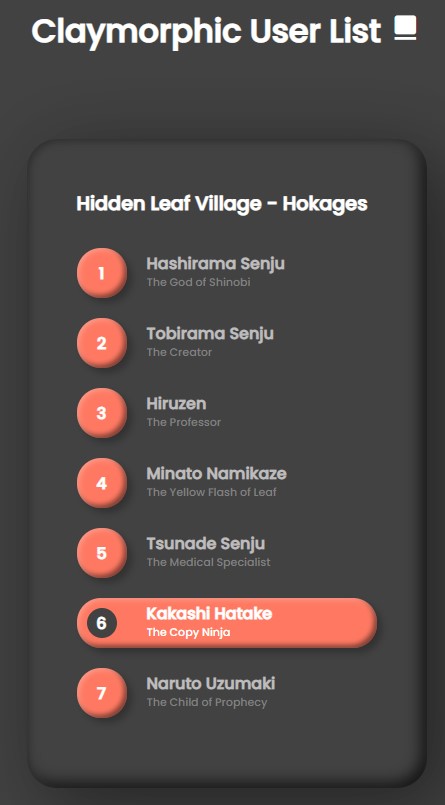 Claymorphic User List
Hidden Leaf Village - Hokages
1
Hashirama Senju
The God of Shinobi
2
Tobirama Senju
The Creator
3
Hiruzen
The Professor
4
Minato Namikaze
The Yellow Flash of Leaf
5
Tsunade Senju
The Medical Specialist
6
Kakashi Hatake
The Copy Ninja
7
Naruto Uzumaki
The Child of Prophecy